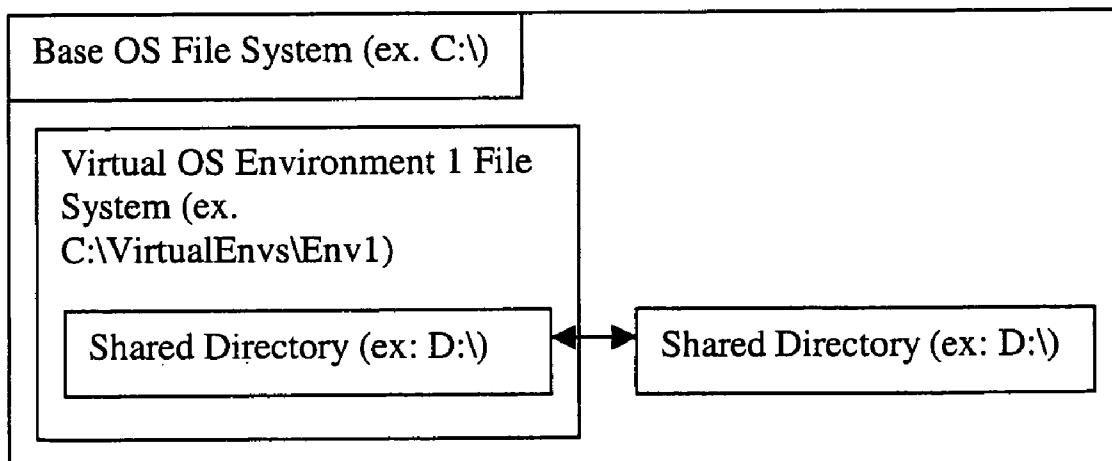 Base OS File System (ex. C:\)
Virtual OS Environment 1 File
System (ex.
C:\VirtualEnvs\Env1)
Shared Directory (ex: D:\)
Shared Directory (ex: D:\)